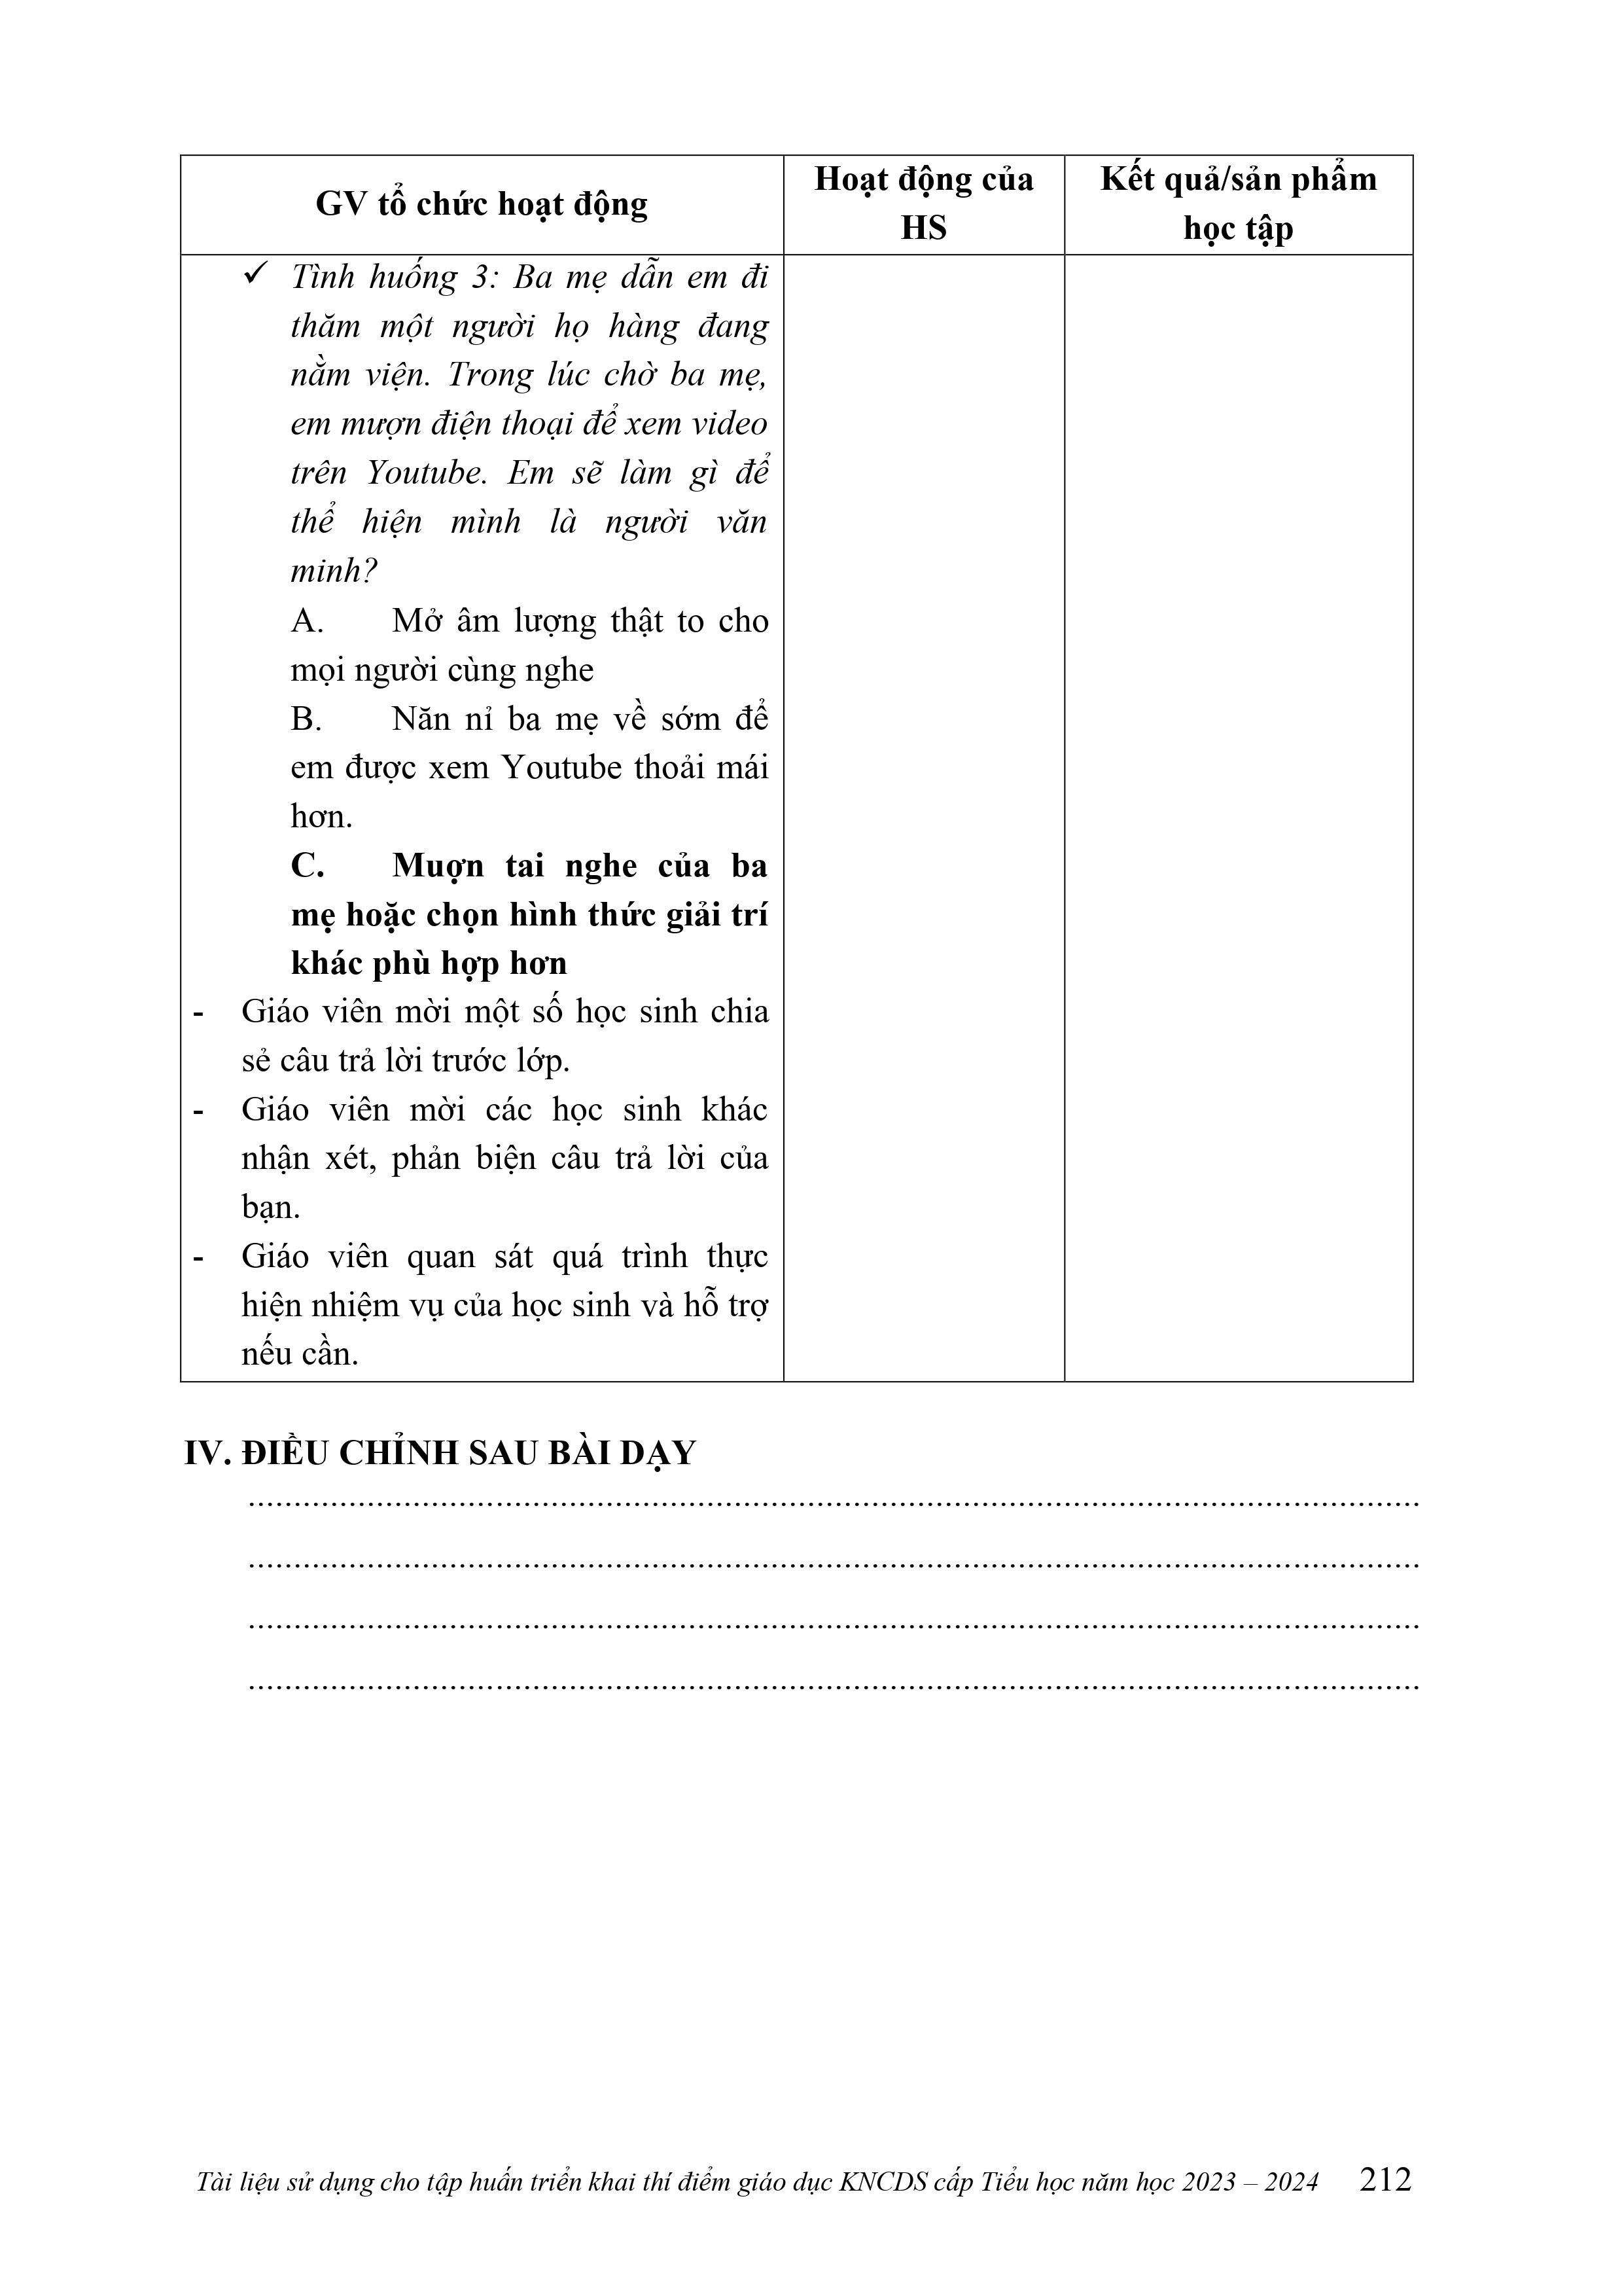 GV tổ chức hoạt động
Hoạt động của
HS
Kết quả/sản phẩm
học tập
✓ Tình huống 3: Ba mẹ dẫn em đi
thăm một người họ hàng đang
nằm viện. Trong lúc chờ ba mẹ,
em mượn điện thoại để xem video
trên Youtube. Em sẽ làm gì để
thể hiện mình là người văn
minh?
A. Mở âm lượng thật to cho
mọi người cùng nghe
B. Năn nỉ ba mẹ về sớm để
em được xem Youtube thoải mái
hơn.
C. Muợn tai nghe của ba
mẹ hoặc chọn hình thức giải trí
khác phù hợp hơn
- Giáo viên mời một số học sinh chia
sẻ câu trả lời trước lớp.
- Giáo viên mời các học sinh khác
nhận xét, phản biện câu trả lời của
bạn.
- Giáo viên quan sát quá trình thực
hiện nhiệm vụ của học sinh và hỗ trợ
nếu cần.
IV. ĐIỀU CHỈNH SAU BÀI DẠY
................................................................................................................................
................................................................................................................................
................................................................................................................................
................................................................................................................................
Tài liệu sử dụng cho tập huấn triển khai thí điểm giáo dục KNCDS cấp Tiểu học năm học 2023 – 2024 212